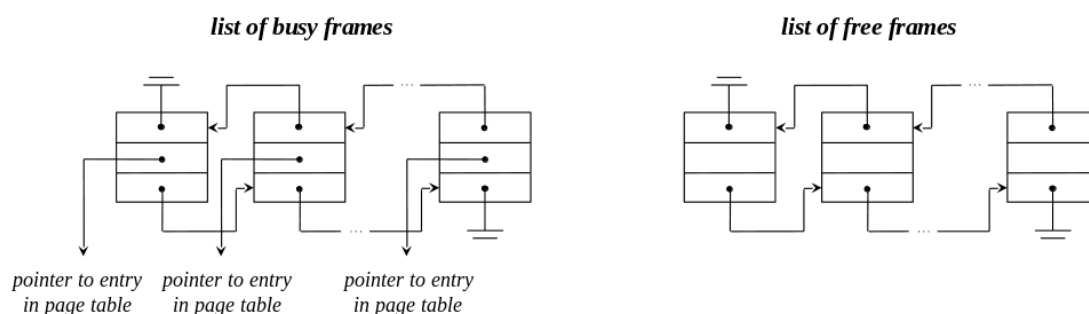 list of busy frames
list of free frames
...
...
...
...
pointer to entry
in page table
pointer to entry
in page table
pointer to entry
in page table